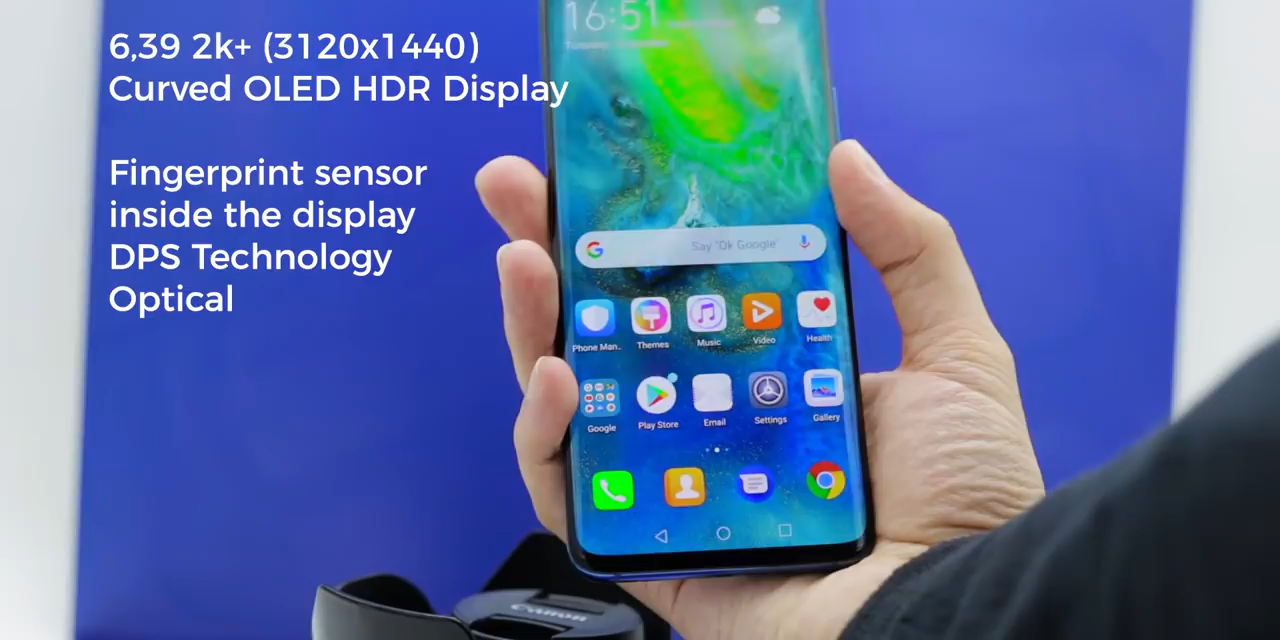 6,39 2k+ (3120x1440)
Curved OLED HDR Display
Fingerprint sensor
inside the display
DPS Technology
Optical
16:51
Say "Ok Google"
Phone Man..
Themes
Music
Video
Health
Google
Play Store
Email
Settings
Gallery
Canon